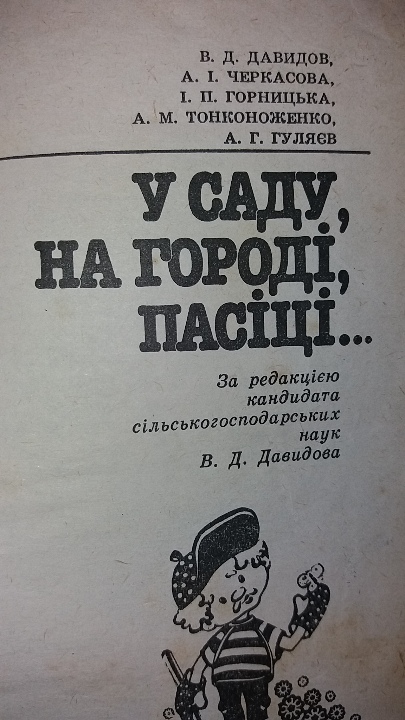 В. Д. ДАВИДОВ,
А. І. ЧЕРКАСОВА,
І. П. ГОРНИЦЬКА,
А. М. ТОНКОНОЖЕНКО,
А. Г. ГУЛЯЄВ
У САДУ,
НА ГОРОДІ,
ПАСІЦІ...
За редакцією
кандидата
сільськогосподарських
наук
В. Д. Давидова